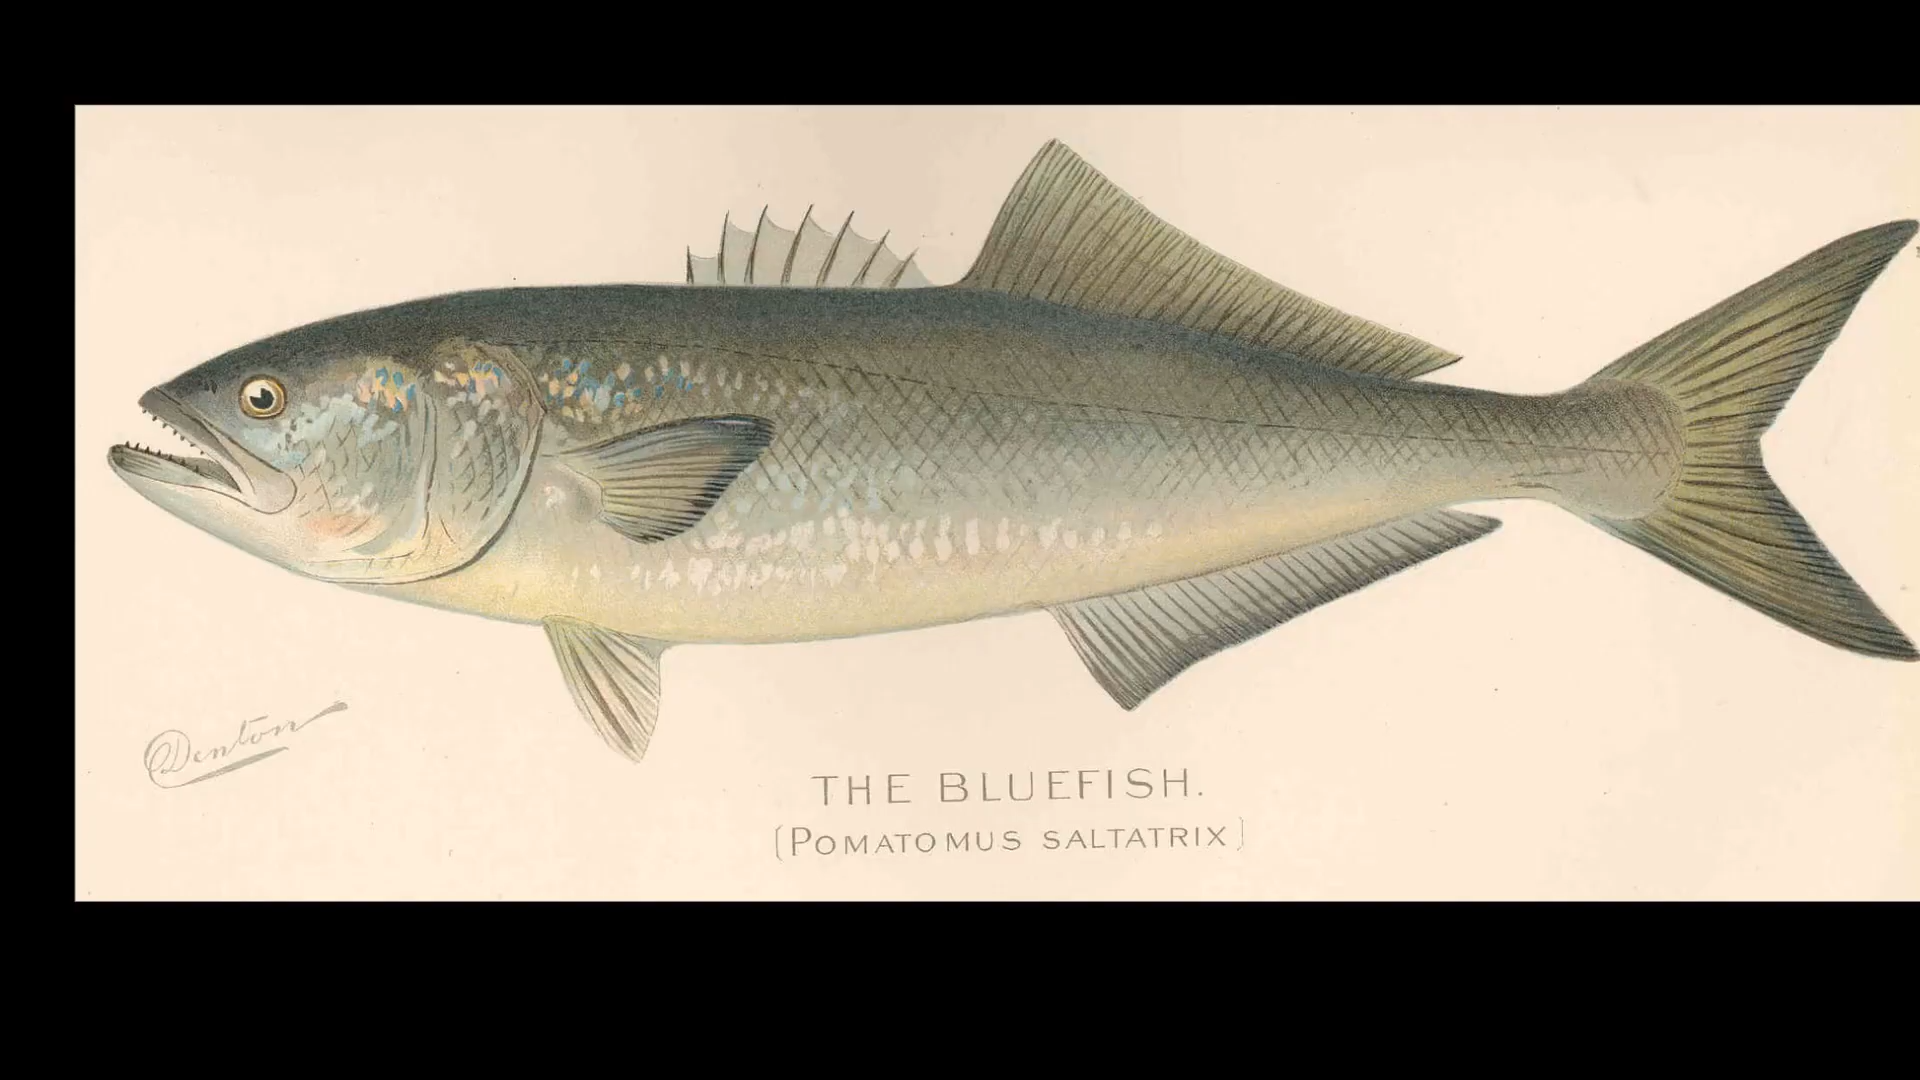 Denton
THE BLUEFISH.
(POMATOMUS SALTATRIX)